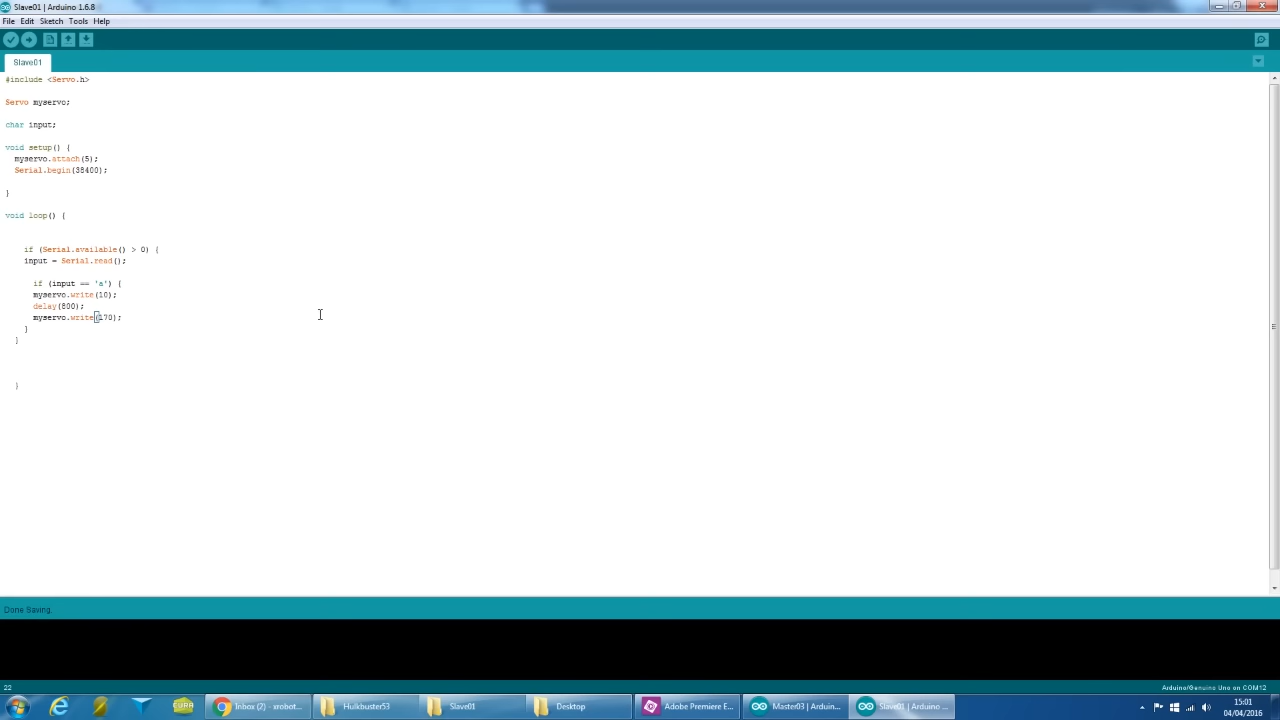 Slave01 | Arduino 1.6.8
File Edit Sketch Tools Help
Slave01
#include <Servo.h>
Servo myservo;
char input;
void setup() {
myservo.attach(5);
Serial.begin(38400);
}
void loop() {
if (Serial.available() > 0) {
input = Serial.read();
if (input == 'a') {
myservo.write(10);
delay(800);
myservo.write(170);
}
}
}
Done Saving.
22
Arduino/Genuino Uno on COM12
CURA
Inbox (2) - xrobot...
Hulkbuster53
Slave01
Desktop
Adobe Premiere E...
Master03 | Arduin...
Slave01 | Arduino ...
15:01
04/04/2016